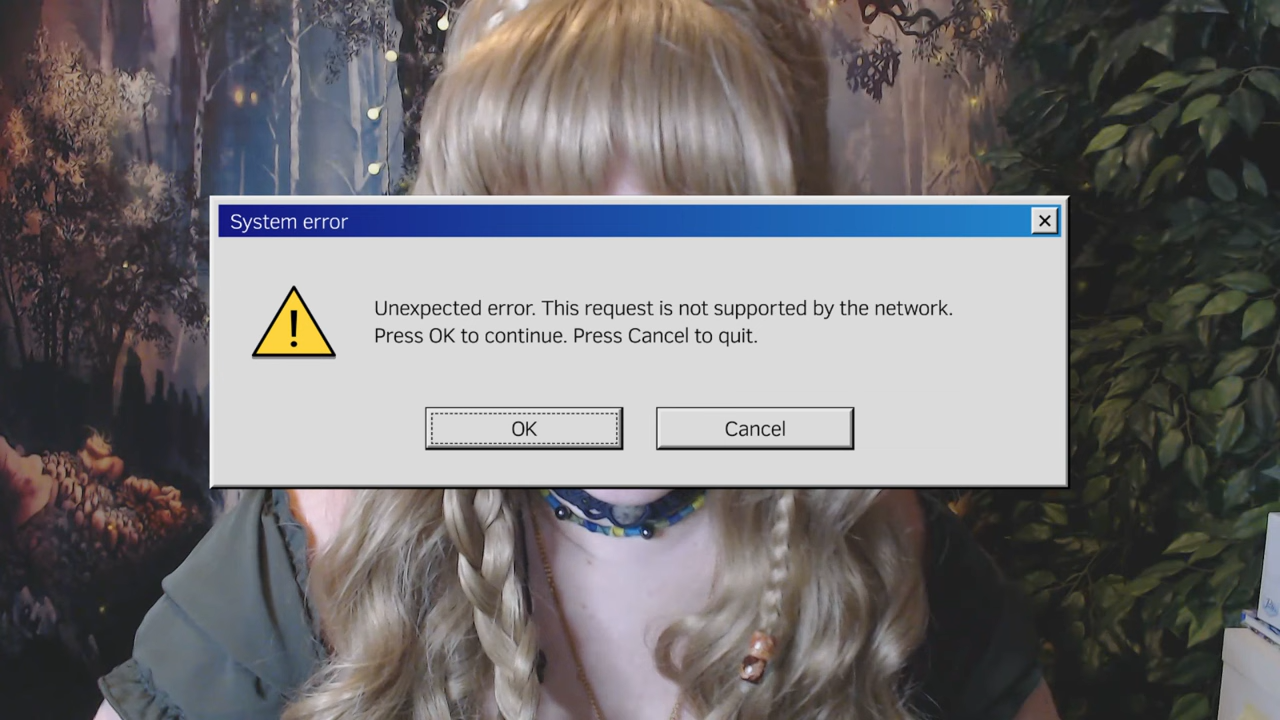 System error
Unexpected error. This request is not supported by the network.
Press OK to continue. Press Cancel to quit.
OK
Cancel